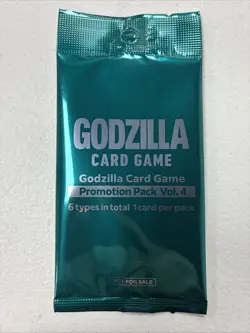 GODZILLA
CARD GAME
Godzilla Card Game
Promotion Pack Vol. 4
6 types in total 1 card per pack
NOT FOR SALE